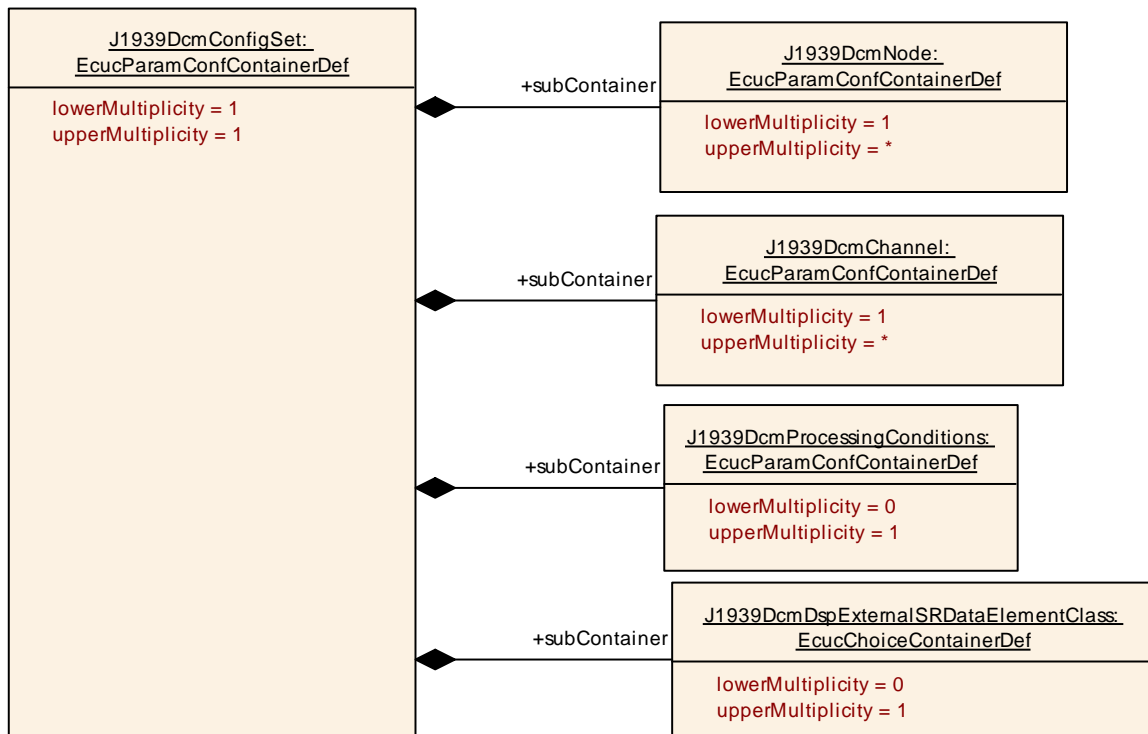 J1939DcmConfigSet:
EcucParamConfContainerDef
lowerMultiplicity = 1
upperMultiplicity = 1
+subContainer
J1939DcmNode:
EcucParamConfContainerDef
lowerMultiplicity = 1
upperMultiplicity = *
+subContainer
J1939DcmChannel:
EcucParamConfContainerDef
lowerMultiplicity = 1
upperMultiplicity = *
+subContainer
J1939DcmProcessingConditions:
EcucParamConfContainerDef
lowerMultiplicity = 0
upperMultiplicity = 1
+subContainer
J1939DcmDspExternalSRDataElementClass:
EcucChoiceContainerDef
lowerMultiplicity = 0
upperMultiplicity = 1